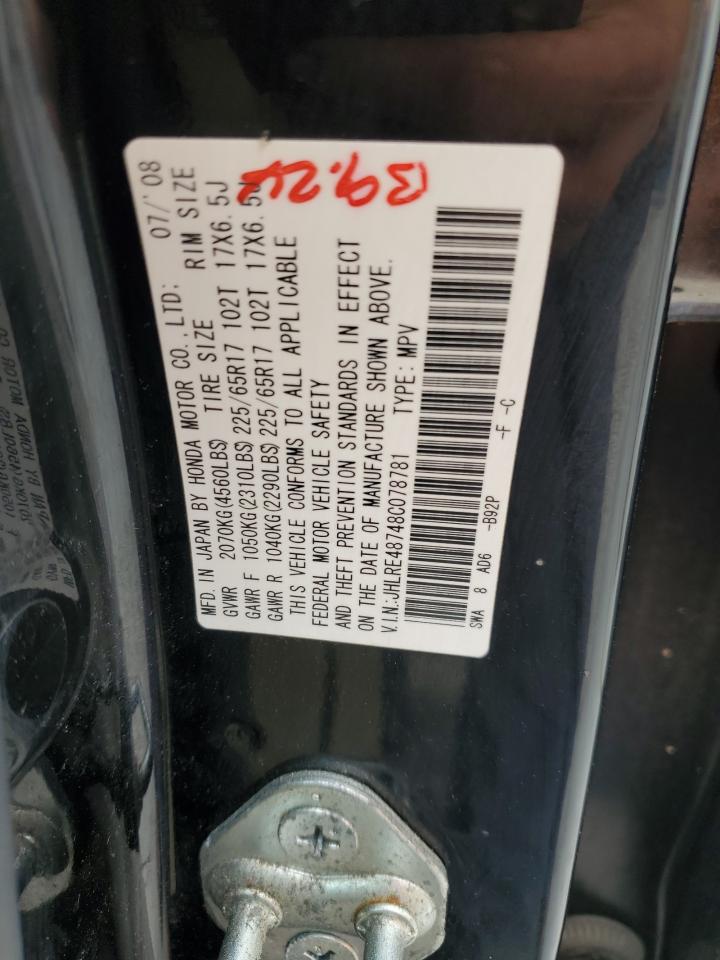 MFD. IN JAPAN BY HONDA MOTOR CO., LTD: 07/'08
GVWR 2070KG(4560LBS) TIRE SIZE RIM SIZE
GAWR F 1050KG(2310LBS) 225/65R17 102T 17X6.5J
GAWR R 1040KG(2290LBS) 225/65R17 102T 17X6.5J
THIS VEHICLE CONFORMS TO ALL APPLICABLE
FEDERAL MOTOR VEHICLE SAFETY
AND THEFT PREVENTION STANDARDS IN EFFECT
ON THE DATE OF MANUFACTURE SHOWN ABOVE.
V.I.N.:JHLRE48748C078781 TYPE:MPV
SWA 8 AD6 -B92P -F -C